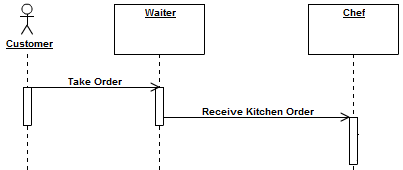 Customer
Waiter
Chef
Take Order
Receive Kitchen Order